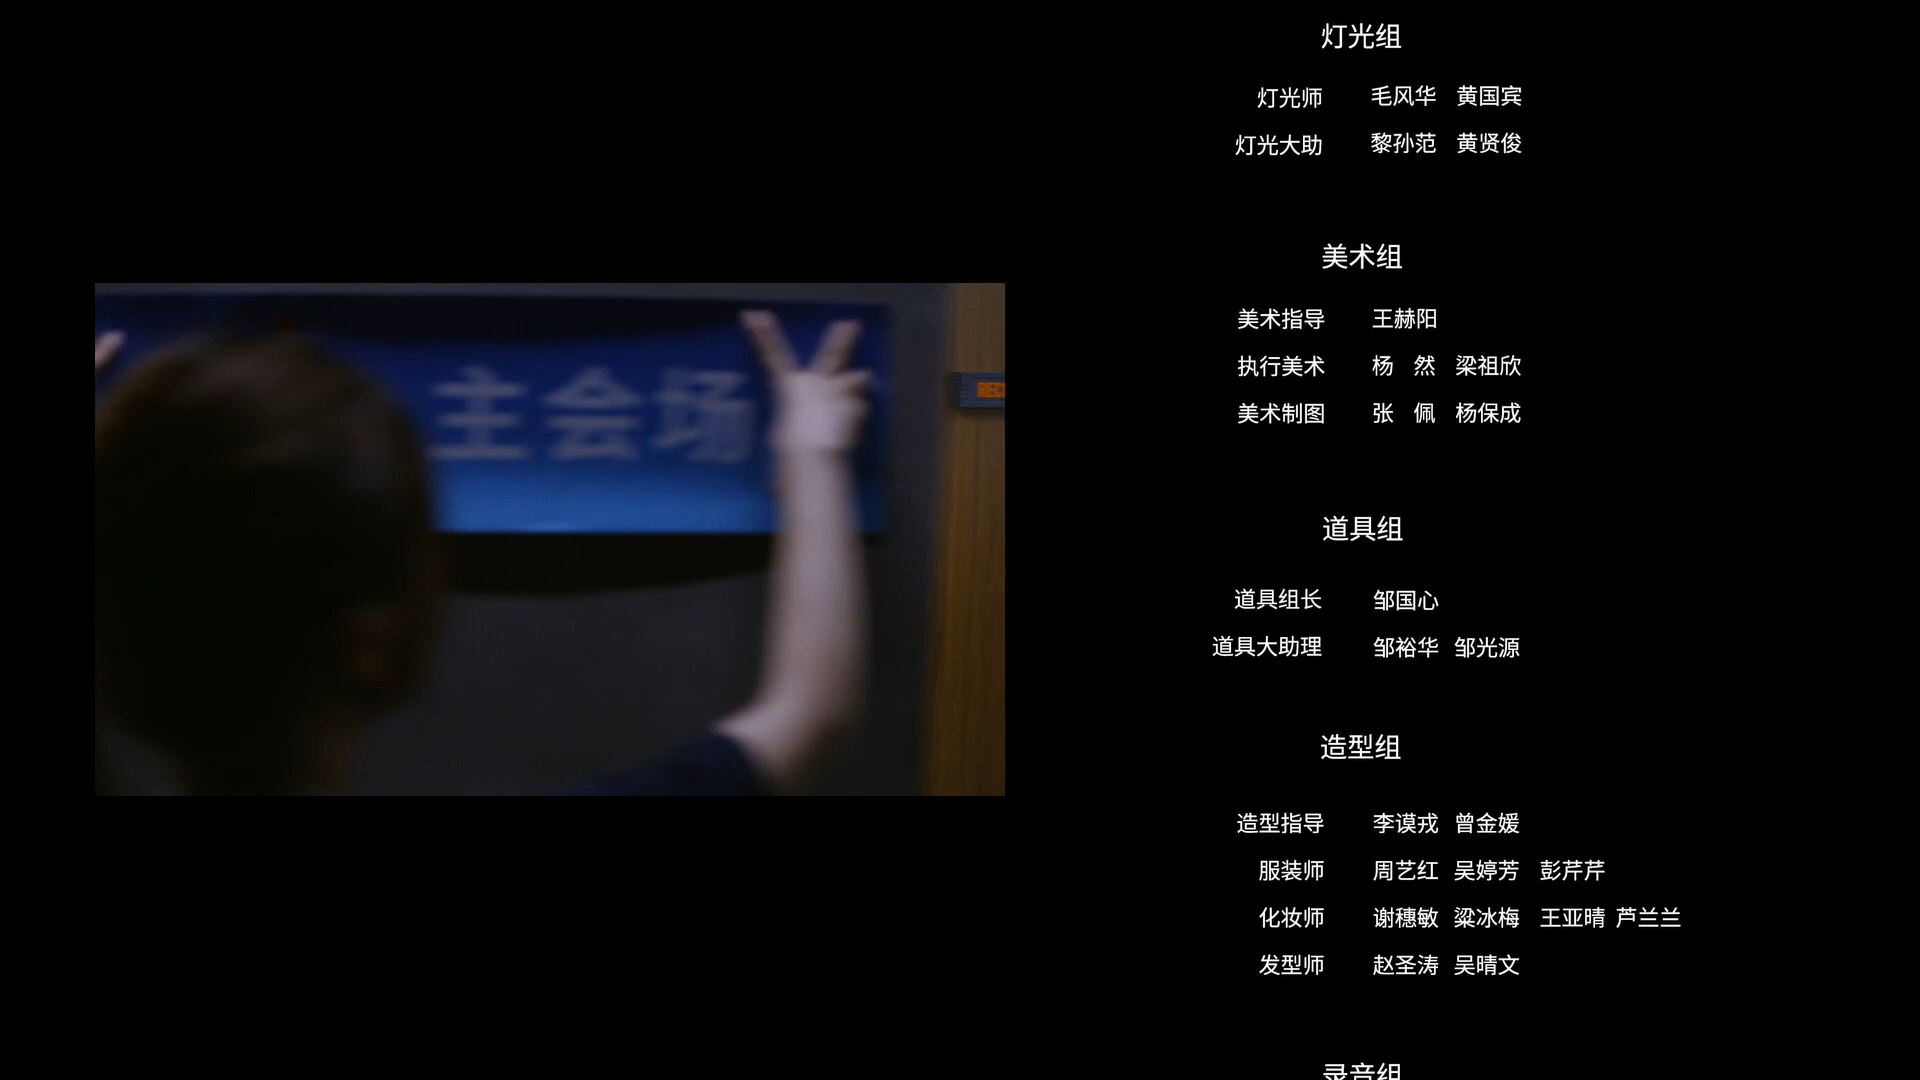 主会场
REC
灯光组
灯光师 毛风华 黄国宾
灯光大助 黎孙范 黄贤俊
美术组
美术指导 王赫阳
执行美术 杨 然 梁祖欣
美术制图 张 佩 杨保成
道具组
道具组长 邹国心
道具大助理 邹裕华 邹光源
造型组
造型指导 李谟戎 曾金媛
服装师 周艺红 吴婷芳 彭芹芹
化妆师 谢穗敏 粱冰梅 王亚晴 芦兰兰
发型师 赵圣涛 吴晴文
录音组